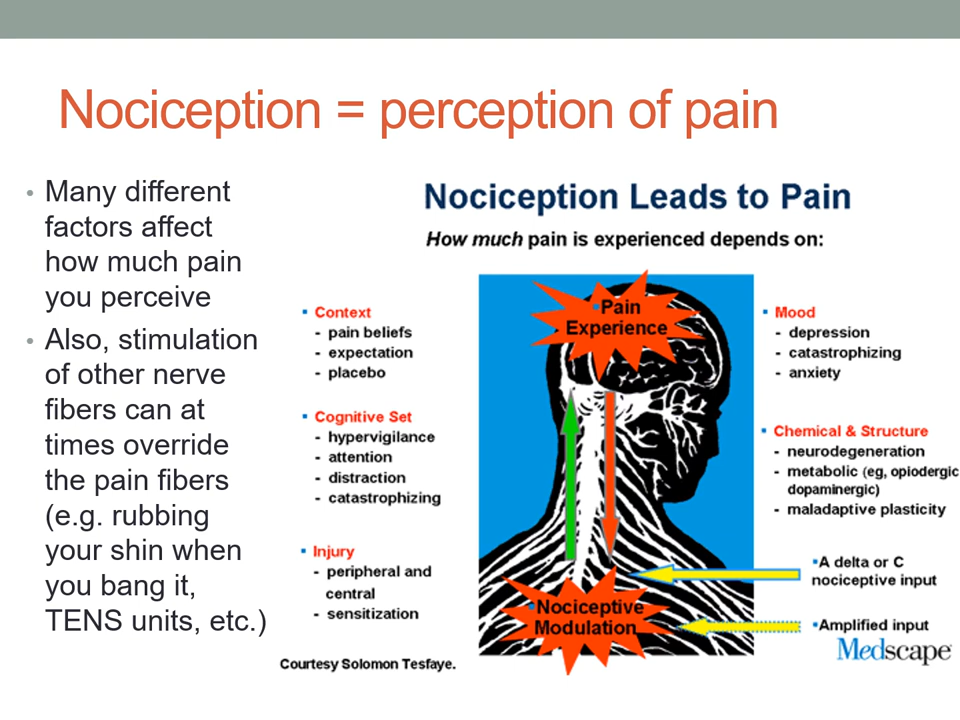 Nociception = perception of pain
• Many different
factors affect
how much pain
you perceive
• Also, stimulation
of other nerve
fibers can at
times override
the pain fibers
(e.g. rubbing
your shin when
you bang it,
TENS units, etc.)
Nociception Leads to Pain
How much pain is experienced depends on:
Pain
Experience
Context
- pain beliefs
- expectation
- placebo
Cognitive Set
- hypervigilance
- attention
- distraction
- catastrophizing
Injury
- peripheral and
central
- sensitization
Mood
- depression
- catastrophizing
- anxiety
Chemical & Structure
- neurodegeneration
- metabolic (eg, opiodergic
dopaminergic)
- maladaptive plasticity
A delta or C
nociceptive input
Amplified input
Nociceptive
Modulation
Courtesy Solomon Tesfaye.
Medscape